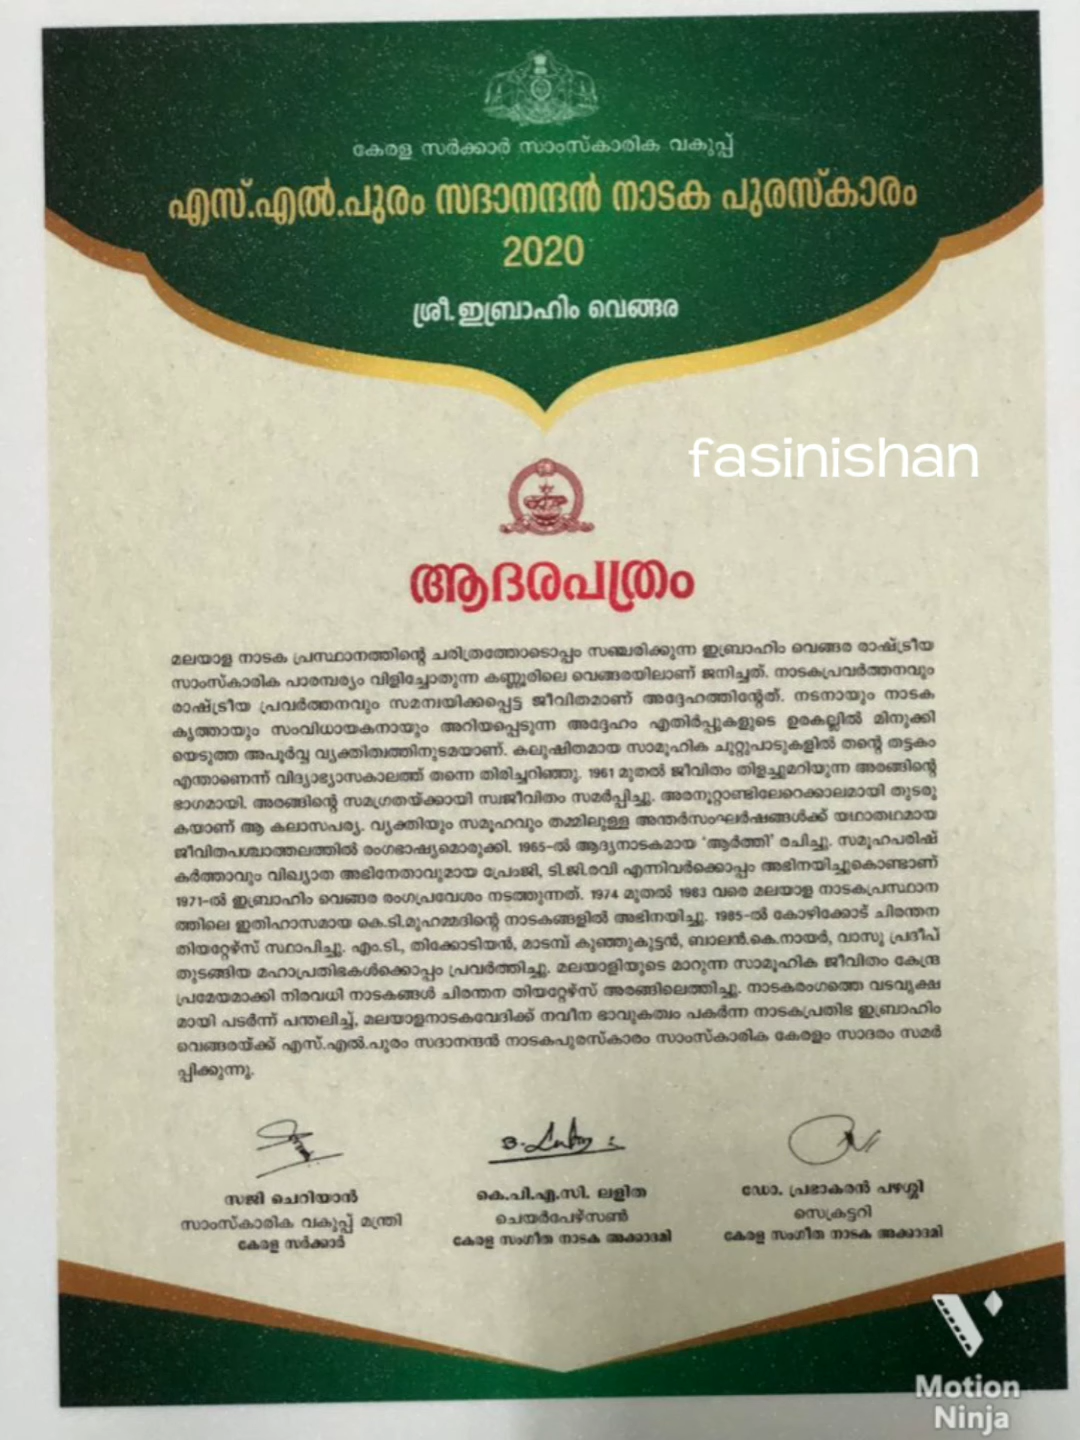 കേരള സർക്കാർ സാംസ്കാരിക വകുപ്പ്
എസ്.എൽ.പുരം സദാനന്ദൻ നാടക പുരസ്കാരം
2020
ശ്രീ.ഇബ്രാഹിം വെങ്ങര
fasinishan
ആദരപത്രം
മലയാള നാടക പ്രസ്ഥാനത്തിന്റെ ചരിത്രത്തോടൊപ്പം സഞ്ചരിക്കുന്ന ഇബ്രാഹിം വെങ്ങര രാഷ്ട്രീയ
സാംസ്കാരിക പാരമ്പര്യം വിളിച്ചോതുന്ന കണ്ണൂരിലെ വെങ്ങരയിലാണ് ജനിച്ചത്. നാടകപ്രവർത്തനവും
രാഷ്ട്രീയ പ്രവർത്തനവും സമന്വയിക്കപ്പെട്ട ജീവിതമാണ് അദ്ദേഹത്തിന്റേത്. നടനായും നാടക
കൃത്തായും സംവിധായകനായും അറിയപ്പെടുന്ന അദ്ദേഹം എതിർപ്പുകളുടെ ഉരകല്ലിൽ മിനുക്കി
യെടുത്ത അപൂർവ്വ വ്യക്തിത്വത്തിനുടമയാണ്. കലുഷിതമായ സാമൂഹിക ചുറ്റുപാടുകളിൽ തന്റെ തട്ടകം
എന്താണെന്ന് വിദ്യാഭ്യാസകാലത്ത് തന്നെ തിരിച്ചറിഞ്ഞു. 1961 മുതൽ ജീവിതം തിളച്ചുമറിയുന്ന അരങ്ങിന്റെ
ഭാഗമായി. അരങ്ങിന്റെ സമഗ്രതയ്ക്കായി സ്വജീവിതം സമർപ്പിച്ചു. അരനൂറ്റാണ്ടിലേറെക്കാലമായി തുടരു
കയാണ് ആ കലാസപര്യ. വ്യക്തിയും സമൂഹവും തമ്മിലുള്ള അന്തർസംഘർഷങ്ങൾക്ക് യഥാതഥമായ
ജീവിതപശ്ചാത്തലത്തിൽ രംഗഭാഷ്യമൊരുക്കി. 1965-ൽ ആദ്യനാടകമായ 'ആർത്തി' രചിച്ചു. സമൂഹപരിഷ്
കർത്താവും വിഖ്യാത അഭിനേതാവുമായ പ്രേംജി, ടി.ജി.രവി എന്നിവർക്കൊപ്പം അഭിനയിച്ചുകൊണ്ടാണ്
1971-ൽ ഇബ്രാഹിം വെങ്ങര രംഗപ്രവേശം നടത്തുന്നത്. 1974 മുതൽ 1983 വരെ മലയാള നാടകപ്രസ്ഥാന
ത്തിലെ ഇതിഹാസമായ കെ.ടി.മുഹമ്മദിന്റെ നാടകങ്ങളിൽ അഭിനയിച്ചു. 1985-ൽ കോഴിക്കോട് ചിരന്തന
തിയറ്റേഴ്സ് സ്ഥാപിച്ചു. എം.ടി., തിക്കോടിയൻ, മാടമ്പ് കുഞ്ഞുകുട്ടൻ, ബാലൻ.കെ.നായർ, വാസു പ്രദീപ്
തുടങ്ങിയ മഹാപ്രതിഭകൾക്കൊപ്പം പ്രവർത്തിച്ചു. മലയാളിയുടെ മാറുന്ന സാമൂഹിക ജീവിതം കേന്ദ്ര
പ്രമേയമാക്കി നിരവധി നാടകങ്ങൾ ചിരന്തന തിയറ്റേഴ്സ് അരങ്ങിലെത്തിച്ചു. നാടകരംഗത്തെ വടവൃക്ഷ
മായി പടർന്ന് പന്തലിച്ച്, മലയാളനാടകവേദിക്ക് നവീന ഭാവുകത്വം പകർന്ന നാടകപ്രതിഭ ഇബ്രാഹിം
വെങ്ങരയ്ക്ക് എസ്.എൽ.പുരം സദാനന്ദൻ നാടകപുരസ്കാരം സാംസ്കാരിക കേരളം സാദരം സമർ
പ്പിക്കുന്നു.
സജി ചെറിയാൻ
സാംസ്കാരിക വകുപ്പ് മന്ത്രി
കേരള സർക്കാർ
കെ.പി.എ.സി. ലളിത
ചെയർപേഴ്സൺ
കേരള സംഗീത നാടക അക്കാദമി
ഡോ. പ്രഭാകരൻ പഴശ്ശി
സെക്രട്ടറി
കേരള സംഗീത നാടക അക്കാദമി
Motion
Ninja